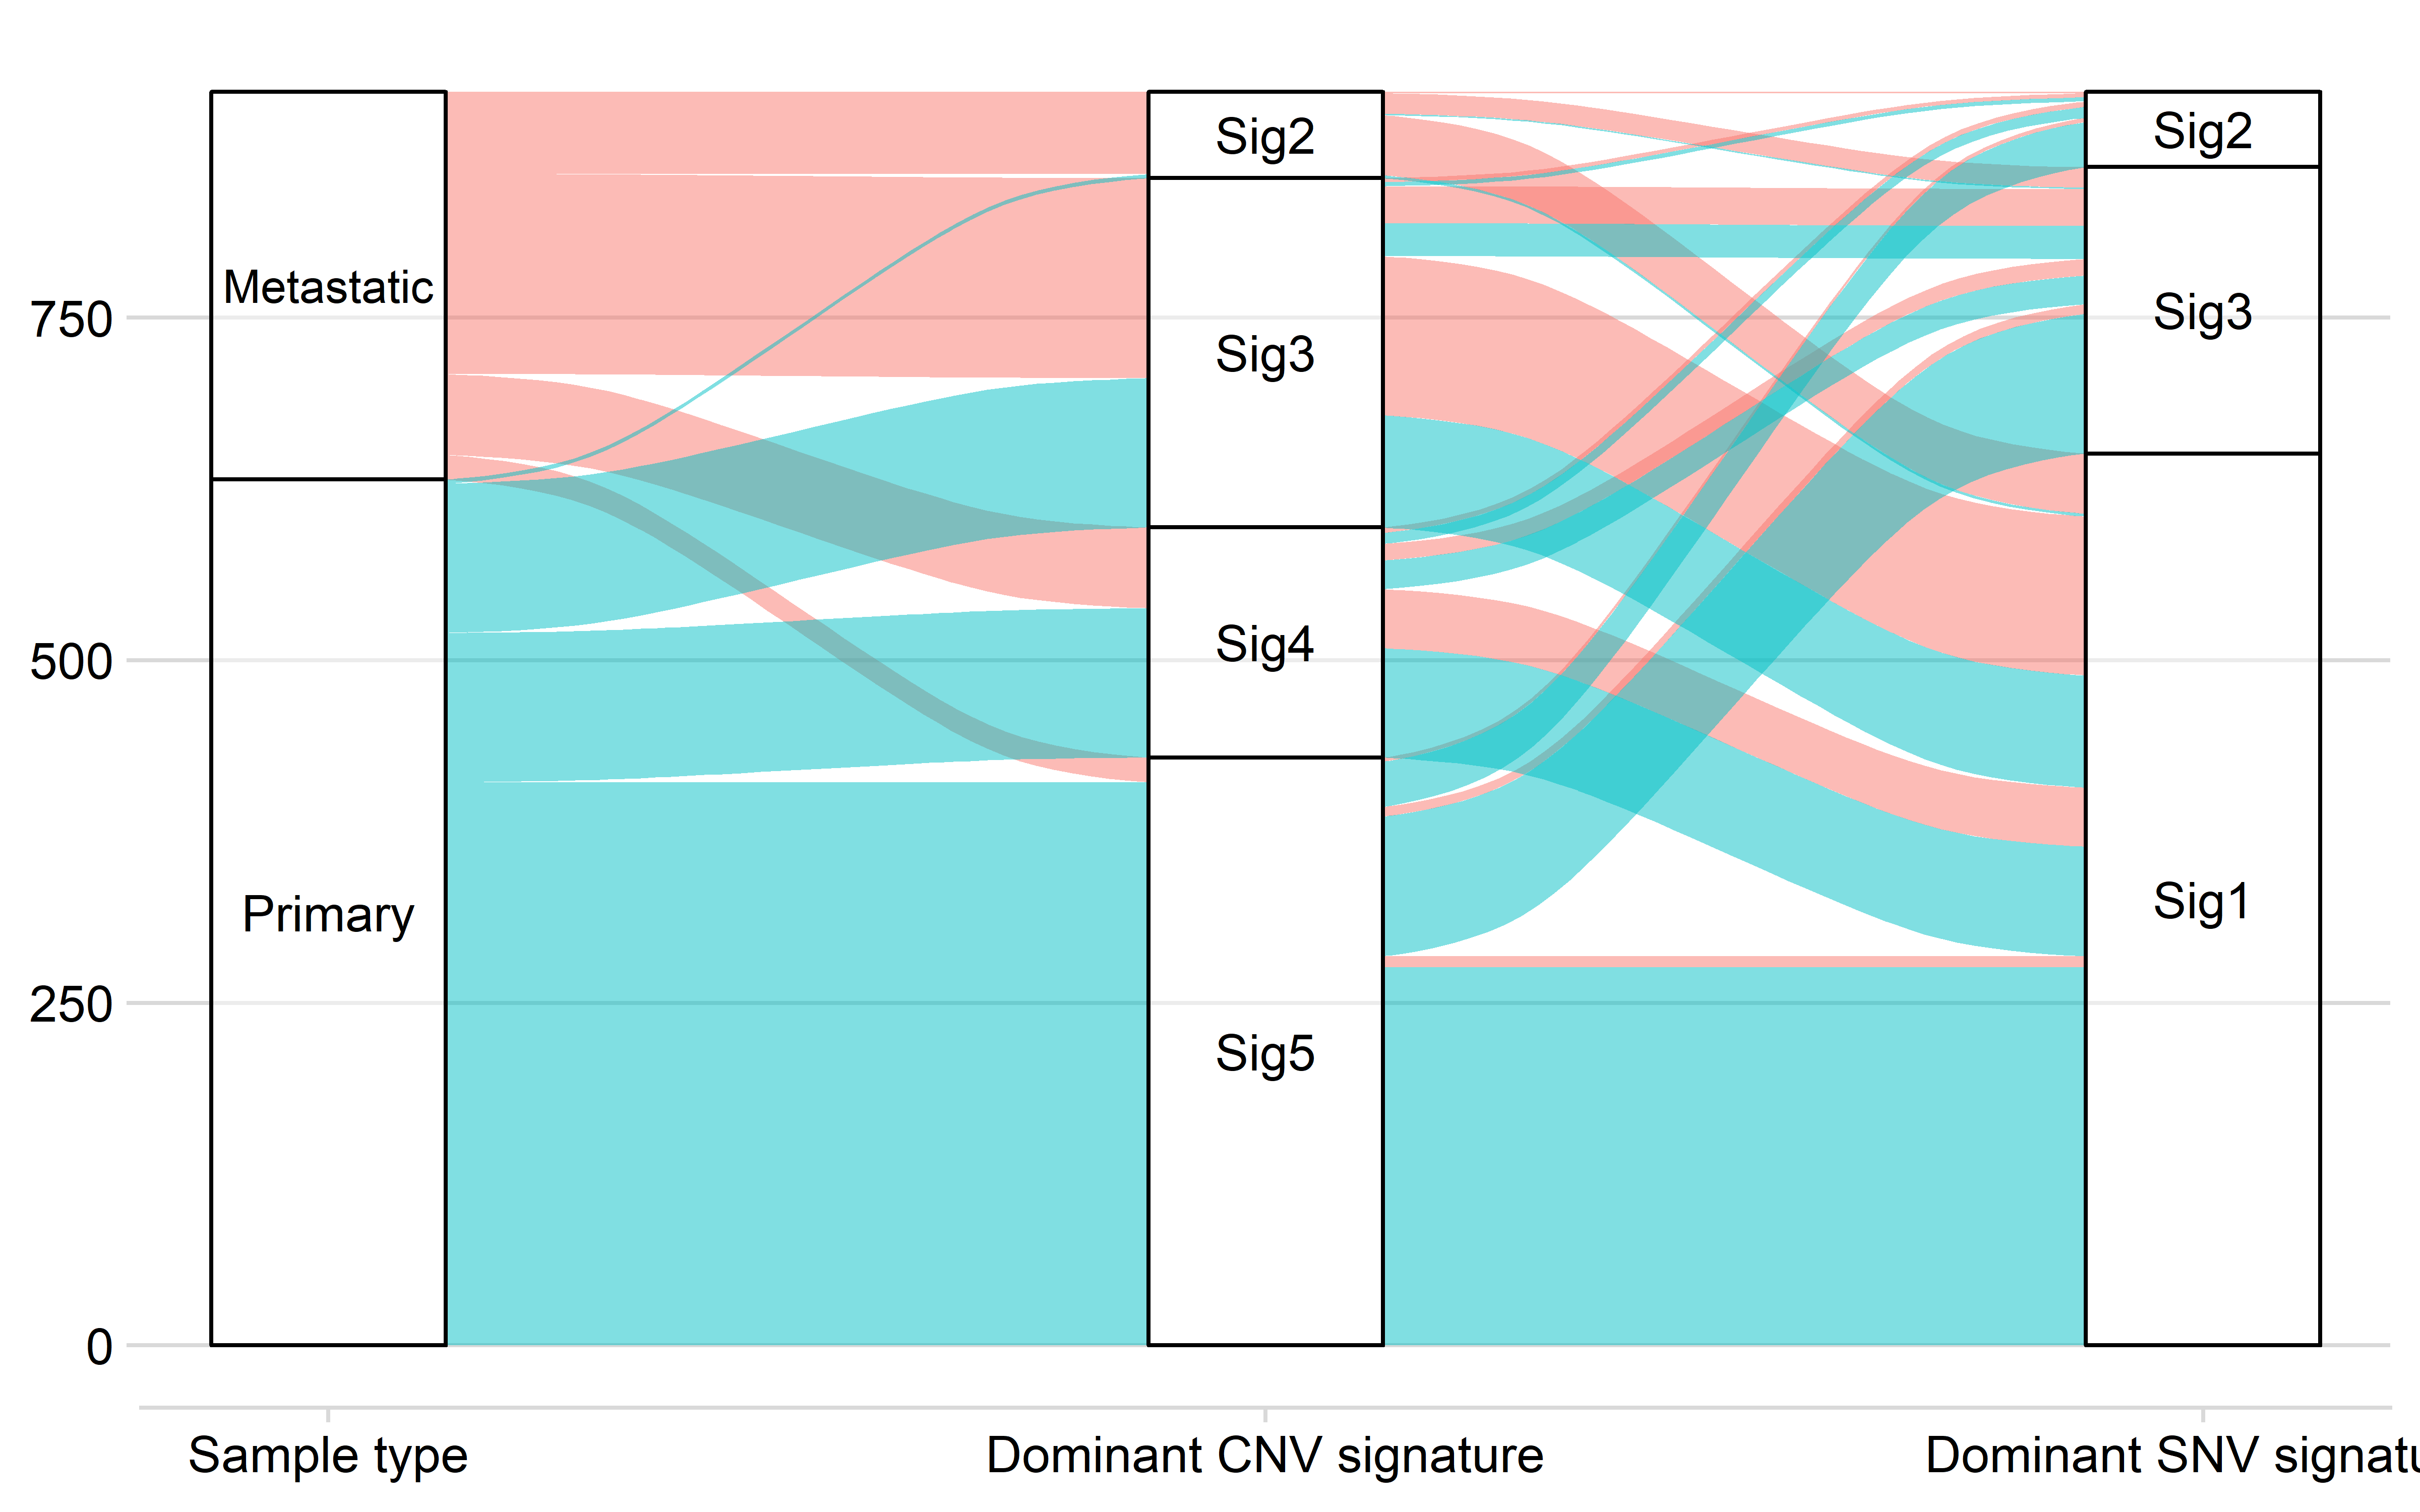 Sig2
Sig2
Metastatic
750
Sig3
Sig3
500
Sig4
Primary
Sig1
250
Sig5
0
Sample type
Dominant CNV signature
Dominant SNV signatu